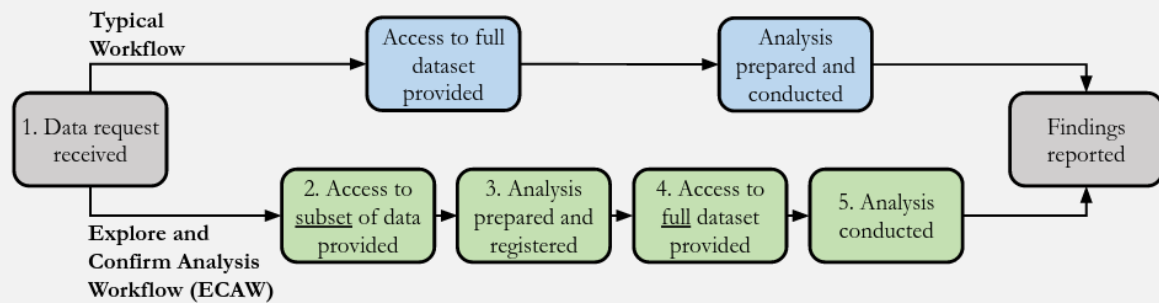 Typical
Workflow
Access to full
dataset
provided
Analysis
prepared and
conducted
1. Data request
received
Findings
reported
2. Access to
subset of data
provided
3. Analysis
prepared and
registered
4. Access to
full dataset
provided
5. Analysis
conducted
Explore and
Confirm Analysis
Workflow (ECAW)